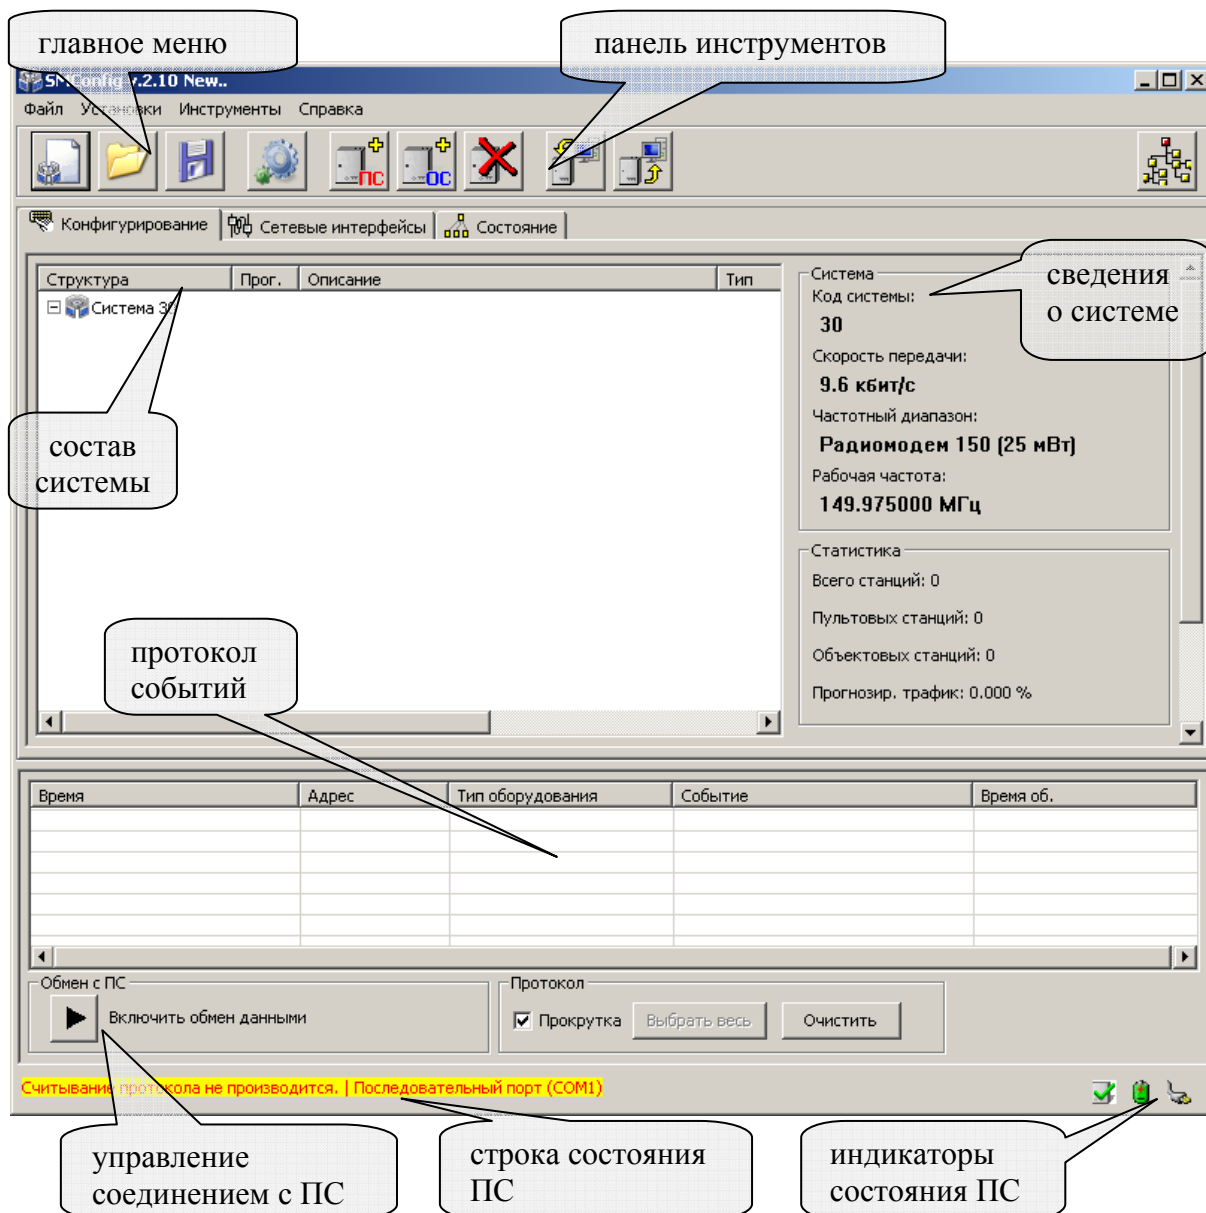 главное меню
панель инструментов
SMConfig v.2.10 New..
Файл Установки Инструменты Справка
ПС
ОС
Конфигурирование Сетевые интерфейсы Состояние
Структура Прог. Описание Тип
Система 30
Система
Код системы:
30
Скорость передачи:
9.6 кбит/с
Частотный диапазон:
Радиомодем 150 (25 мВт)
Рабочая частота:
149.975000 МГц
сведения
о системе
состав
системы
Статистика
Всего станций: 0
Пультовых станций: 0
Объектовых станций: 0
Прогнозир. трафик: 0.000 %
протокол
событий
Время Адрес Тип оборудования Событие Время об.
Обмен с ПС
Включить обмен данными
Протокол
Прокрутка Выбрать весь Очистить
Считывание протокола не производится. | Последовательный порт (COM1)
управление
соединением с ПС
строка состояния
ПС
индикаторы
состояния ПС